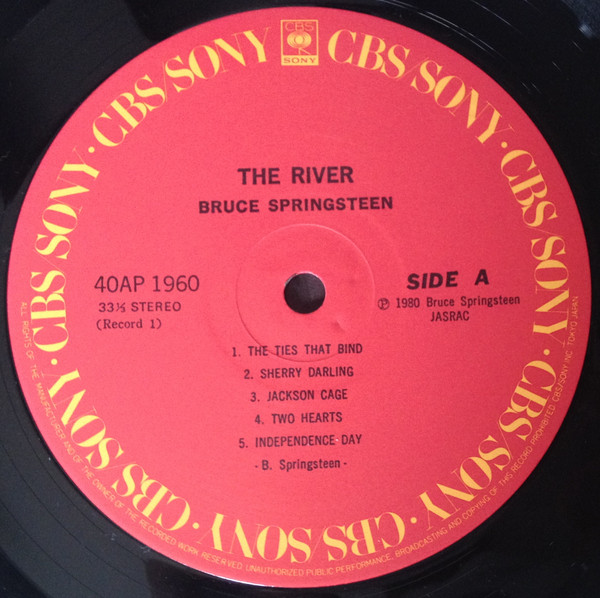 CBS
SONY
CBS/SONY · CBS/SONY · CBS/SONY · CBS/SONY · CBS/SONY · CBS/SONY · CBS/SONY · CBS/SONY ·
THE RIVER
BRUCE SPRINGSTEEN
40AP 1960
33⅓ STEREO
(Record 1)
SIDE A
Ⓟ 1980 Bruce Springsteen
JASRAC
1. THE TIES THAT BIND
2. SHERRY DARLING
3. JACKSON CAGE
4. TWO HEARTS
5. INDEPENDENCE DAY
- B. Springsteen -
ALL RIGHTS OF THE MANUFACTURER AND OF THE OWNER OF THE RECORDED WORK RESERVED UNAUTHORIZED PUBLIC PERFORMANCE, BROADCASTING AND COPYING OF THIS RECORD PROHIBITED CBS/SONY INC. TOKYO JAPAN